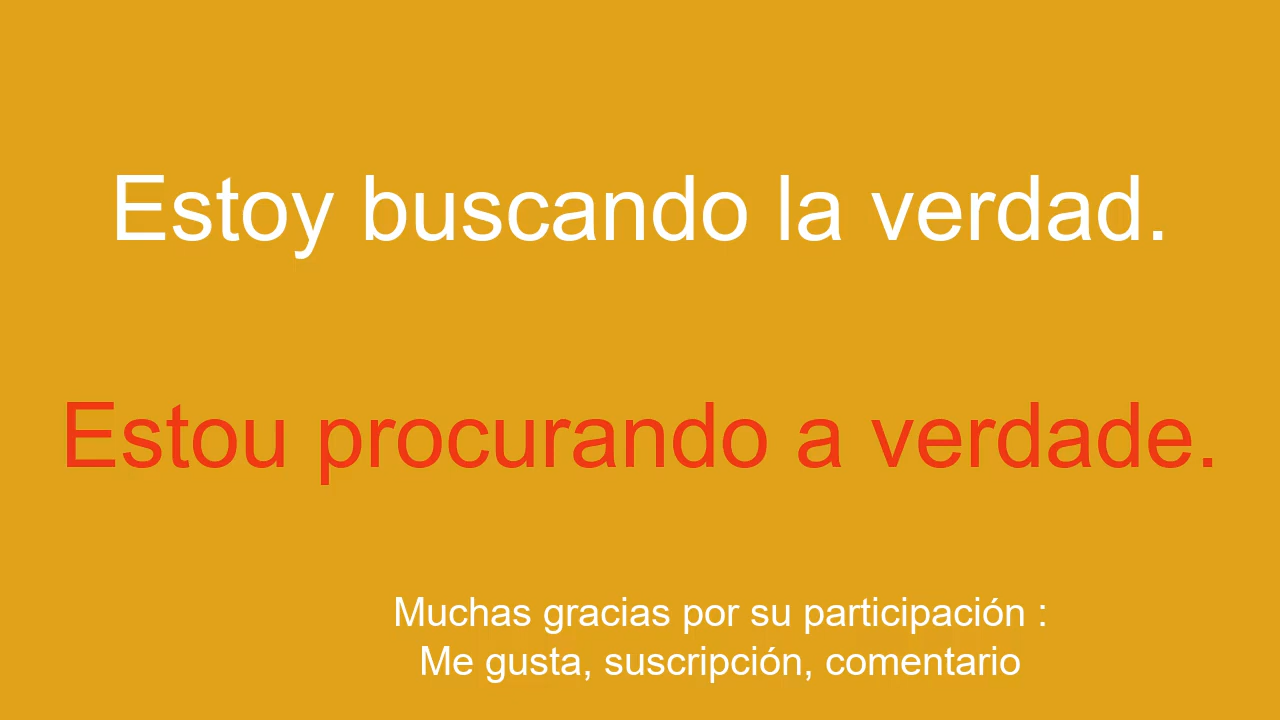 Estoy buscando la verdad.
Estou procurando a verdade.
Muchas gracias por su participación :
Me gusta, suscripción, comentario